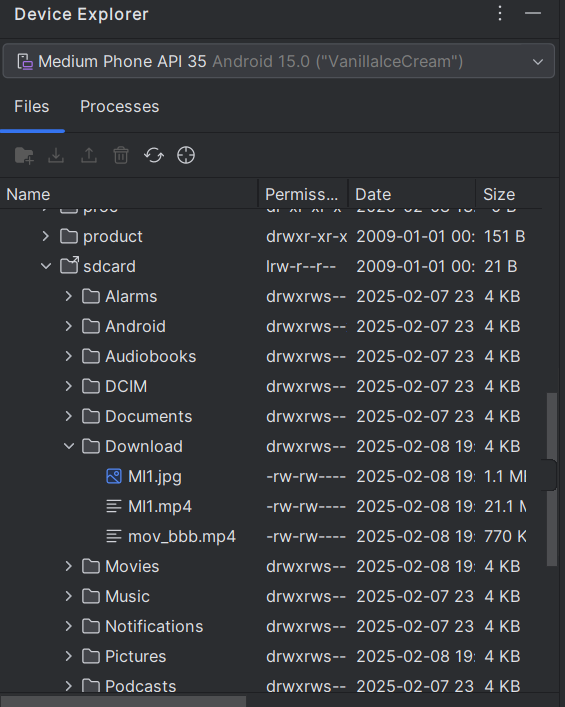 Device Explorer
Medium Phone API 35 Android 15.0 ("VanillaIceCream")
Files Processes
Name Permiss... Date Size
product drwxr-xr-x 2009-01-01 00: 151 B
sdcard lrw-r--r-- 2009-01-01 00: 21 B
Alarms drwxrws-- 2025-02-07 23 4 KB
Android drwxrws-- 2025-02-07 23 4 KB
Audiobooks drwxrws-- 2025-02-07 23 4 KB
DCIM drwxrws-- 2025-02-07 23 4 KB
Documents drwxrws-- 2025-02-07 23 4 KB
Download drwxrws-- 2025-02-08 19: 4 KB
MI1.jpg -rw-rw---- 2025-02-08 19: 1.1 M
MI1.mp4 -rw-rw---- 2025-02-08 19: 21.1 M
mov_bbb.mp4 -rw-rw---- 2025-02-08 19: 770 K
Movies drwxrws-- 2025-02-08 19: 4 KB
Music drwxrws-- 2025-02-07 23 4 KB
Notifications drwxrws-- 2025-02-07 23 4 KB
Pictures drwxrws-- 2025-02-08 19: 4 KB
Podcasts drwxrws-- 2025-02-07 23 4 KB